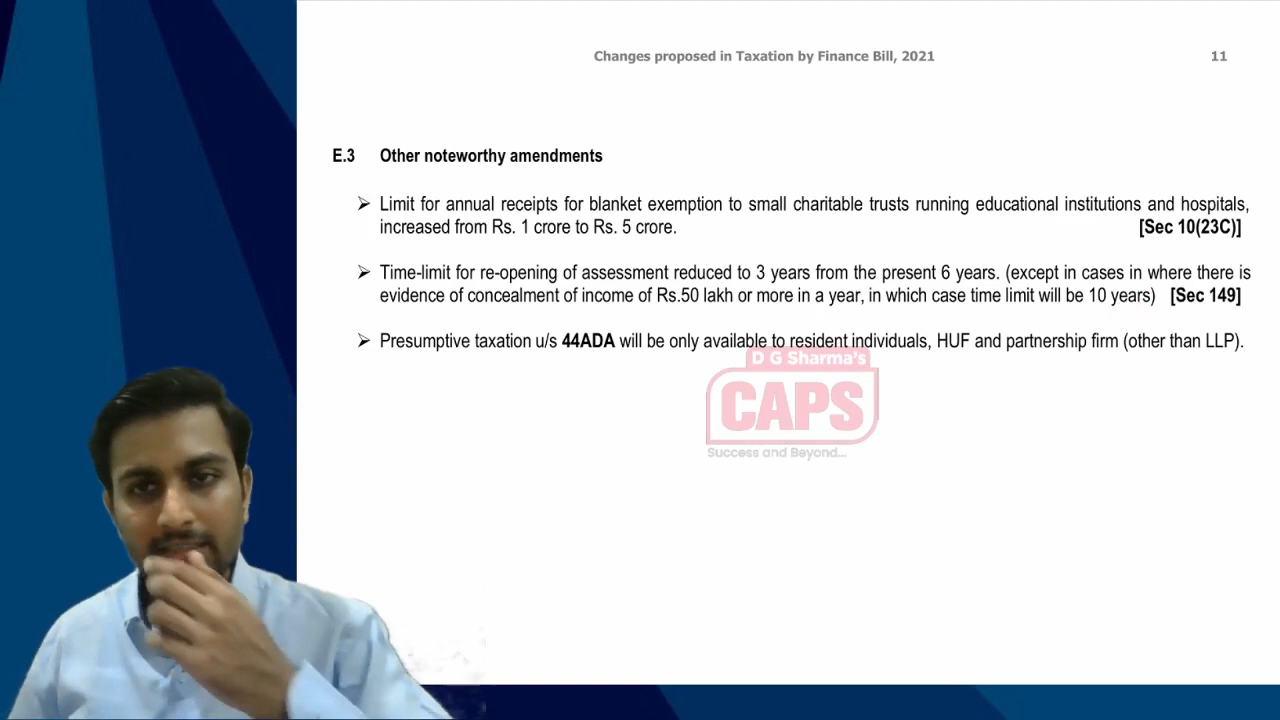 Changes proposed in Taxation by Finance Bill, 2021 11
E.3 Other noteworthy amendments
➢ Limit for annual receipts for blanket exemption to small charitable trusts running educational institutions and hospitals,
increased from Rs. 1 crore to Rs. 5 crore. [Sec 10(23C)]
➢ Time-limit for re-opening of assessment reduced to 3 years from the present 6 years. (except in cases in where there is
evidence of concealment of income of Rs.50 lakh or more in a year, in which case time limit will be 10 years) [Sec 149]
➢ Presumptive taxation u/s 44ADA will be only available to resident individuals, HUF and partnership firm (other than LLP).
D G Sharma's
CAPS
Success and Beyond...